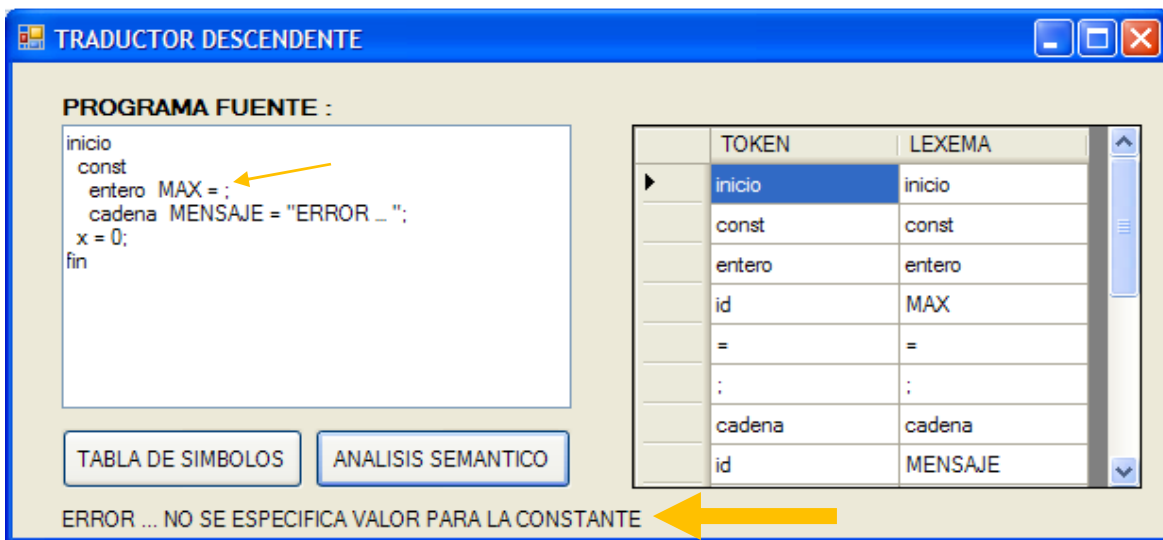 TRADUCTOR DESCENDENTE
PROGRAMA FUENTE :
inicio
const
entero MAX = ;
cadena MENSAJE = "ERROR ... ";
x = 0;
fin
TOKEN LEXEMA
inicio inicio
const const
entero entero
id MAX
= =
; ;
cadena cadena
id MENSAJE
TABLA DE SIMBOLOS ANALISIS SEMANTICO
ERROR ... NO SE ESPECIFICA VALOR PARA LA CONSTANTE